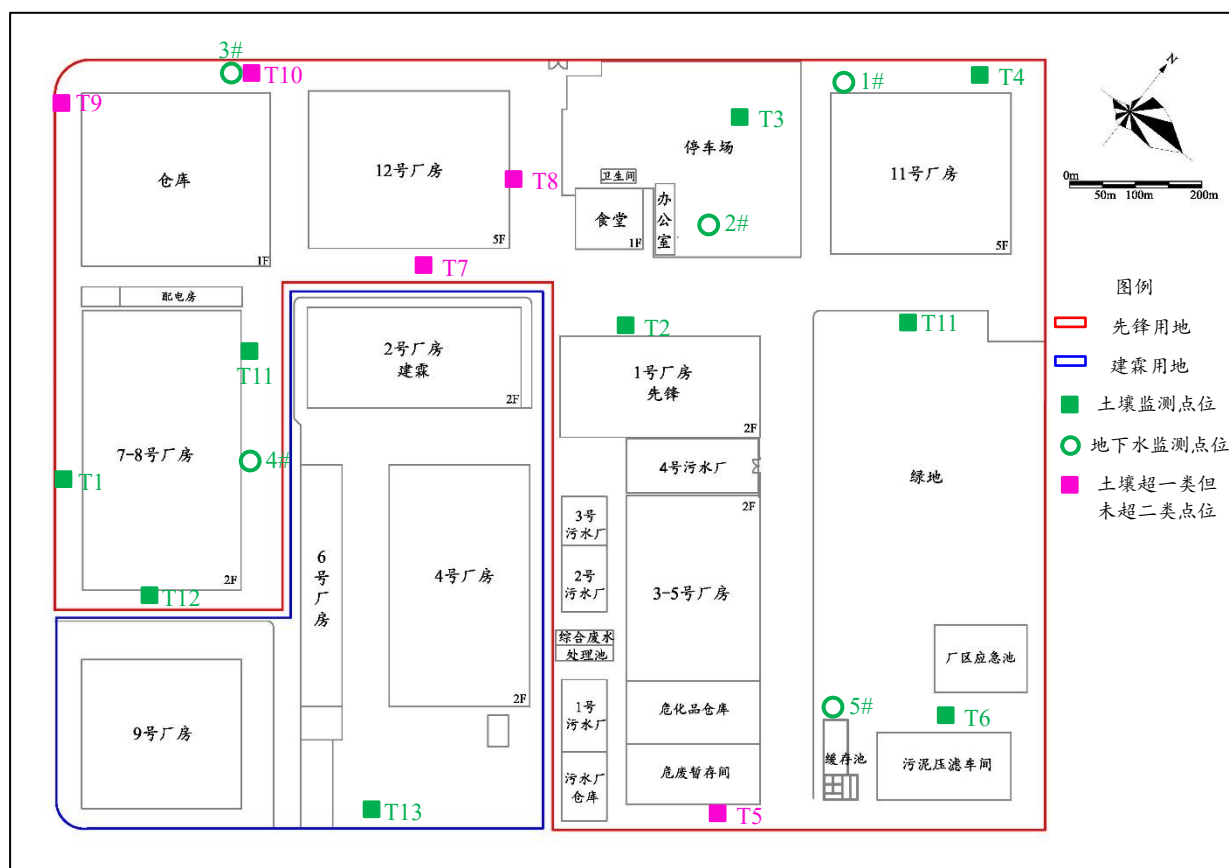 3#
T10
T9
仓库
1F
12号厂房
5F
T8
T7
停车场
T3
卫生间
食堂
1F
办
公
室
2#
1#
T4
11号厂房
5F
N
0m
50m
100m
200m
图例
先锋用地
建霖用地
土壤监测点位
地下水监测点位
土壤超一类但
未超二类点位
配电房
T11
7-8号厂房
2F
4#
T1
T12
2号厂房
建霖
2F
6
号
厂
房
4号厂房
2F
9号厂房
T13
T2
1号厂房
先锋
2F
4号污水厂
2F
3号
污水厂
2号
污水厂
3-5号厂房
综合废水
处理池
1号
污水厂
污水厂
仓库
危化品仓库
危废暂存间
T5
T11
绿地
厂区应急池
5#
T6
缓存池
污泥压滤车间